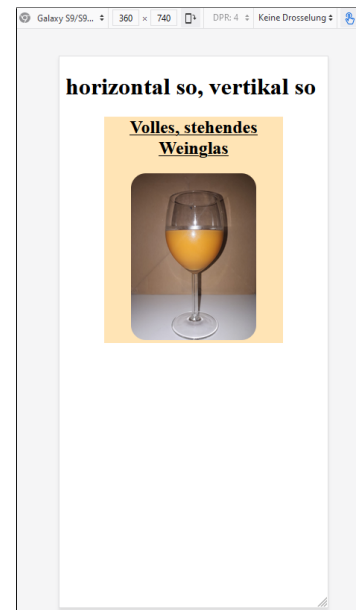 Galaxy S9/S9... 360 × 740 DPR: 4 Keine Drosselung
horizontal so, vertikal so
Volles, stehendes
Weinglas